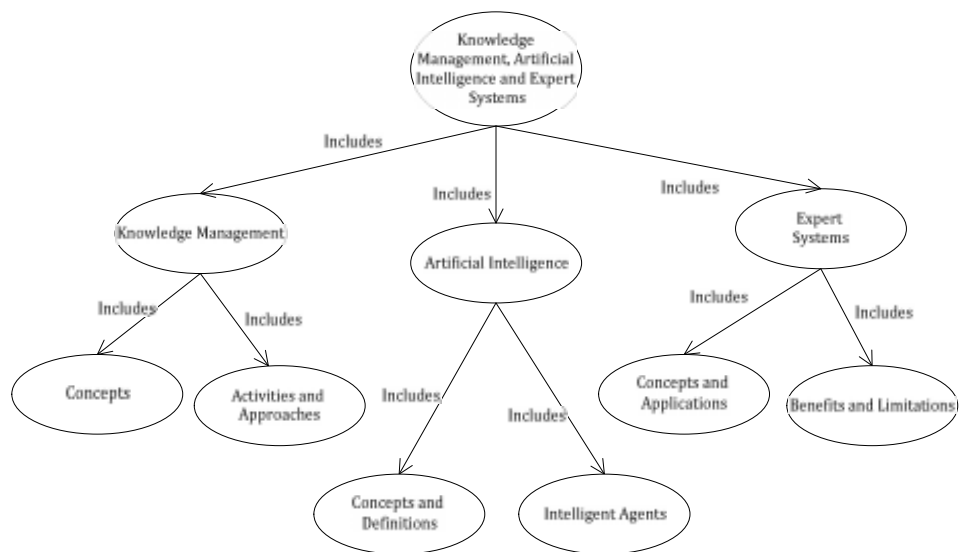 Knowledge
Management, Artificial
Intelligence and Expert
Systems
Includes
Includes
Includes
Knowledge Management
Artificial Intelligence
Expert
Systems
Includes
Includes
Includes
Includes
Includes
Includes
Concepts
Activities and
Approaches
Concepts and
Applications
Benefits and Limitations
Concepts and
Definitions
Intelligent Agents